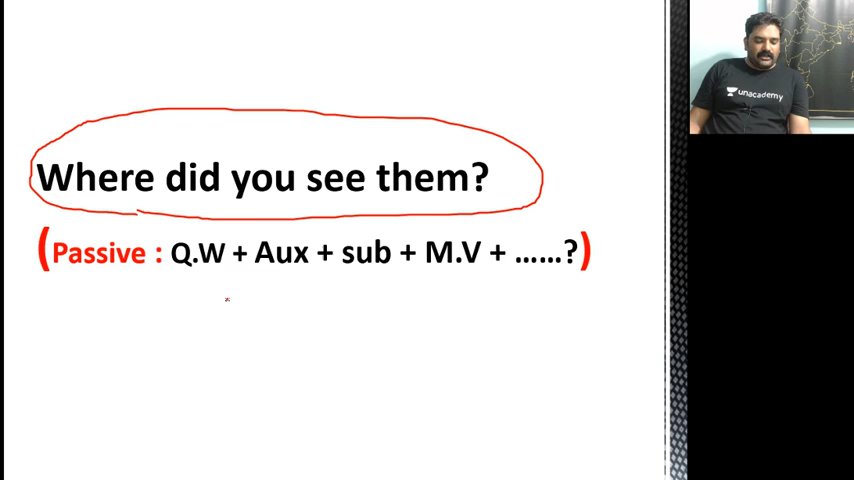 unacademy
Where did you see them?
(Passive : Q.W + Aux + sub + M.V + ......?)